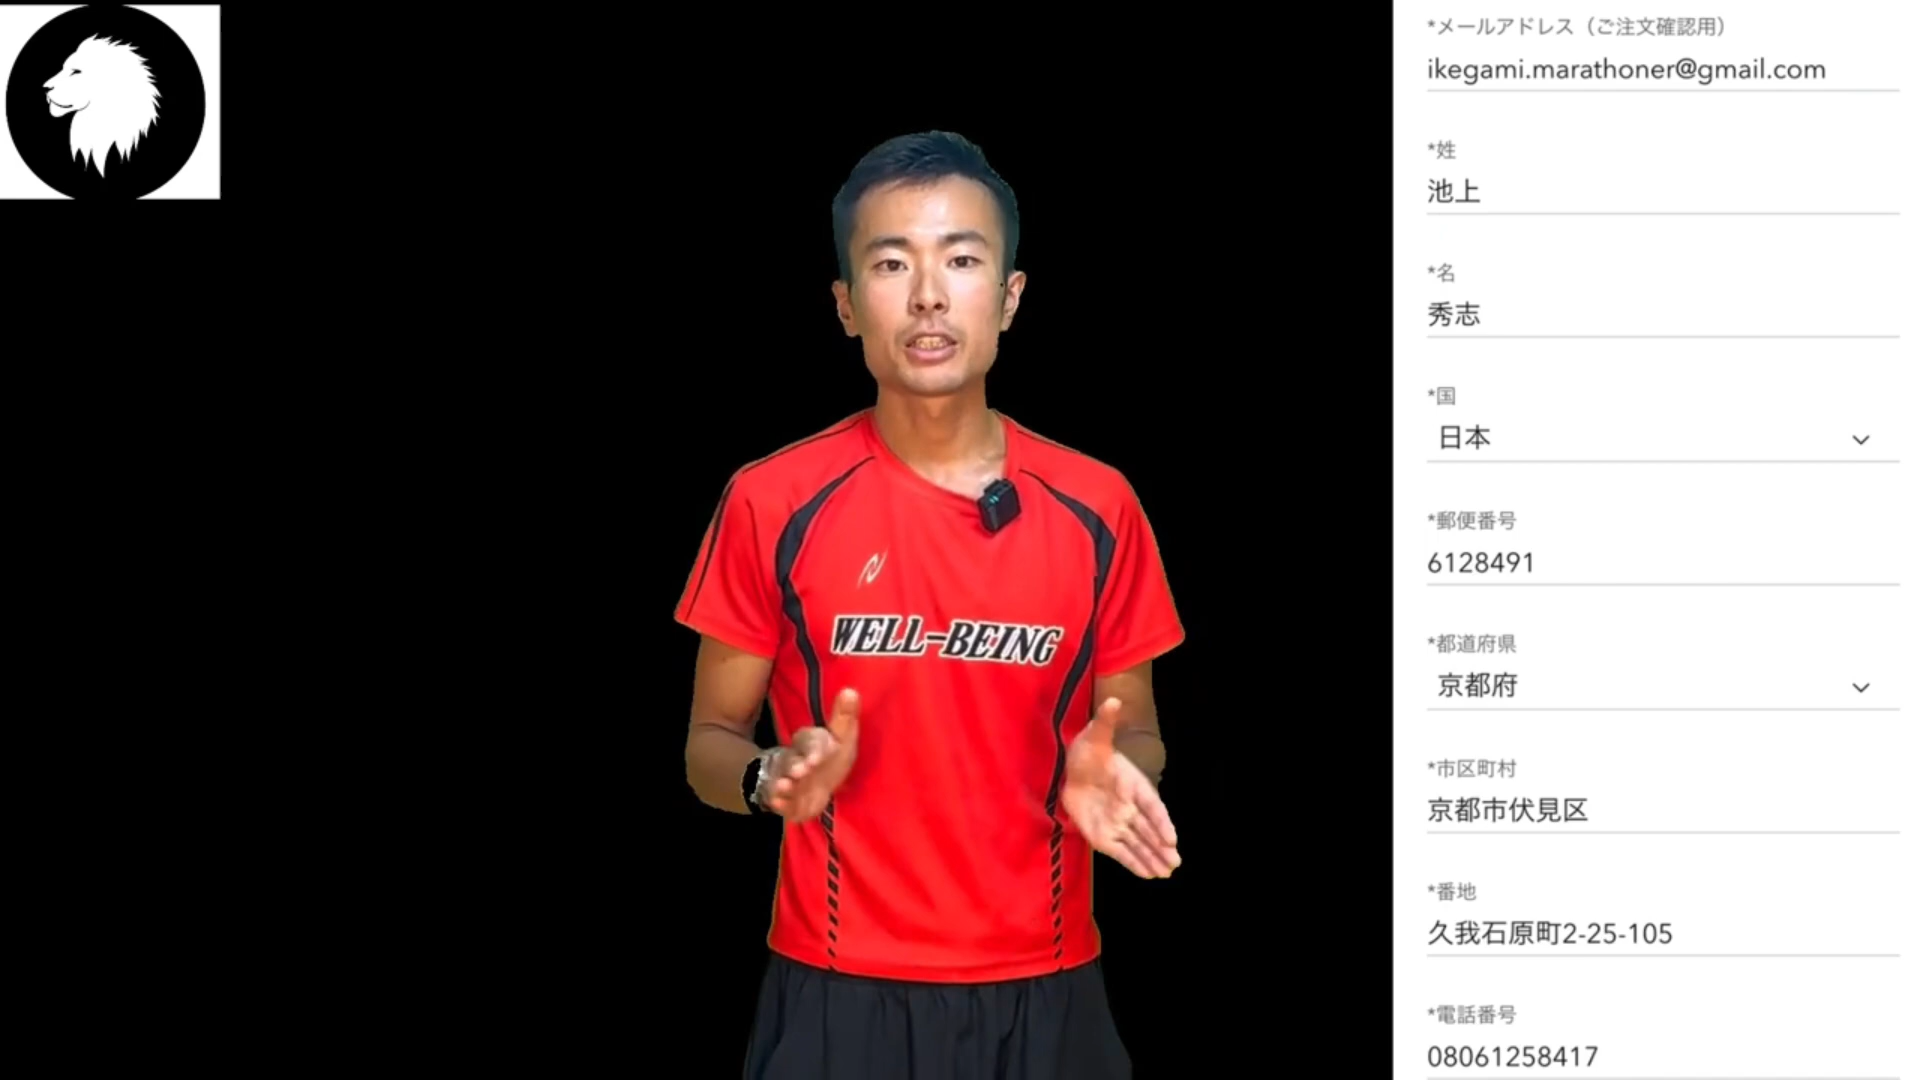 WELL-BEING
*メールアドレス（ご注文確認用）
ikegami.marathoner@gmail.com
*姓
池上
*名
秀志
*国
日本
*郵便番号
6128491
*都道府県
京都府
*市区町村
京都市伏見区
*番地
久我石原町2-25-105
*電話番号
08061258417